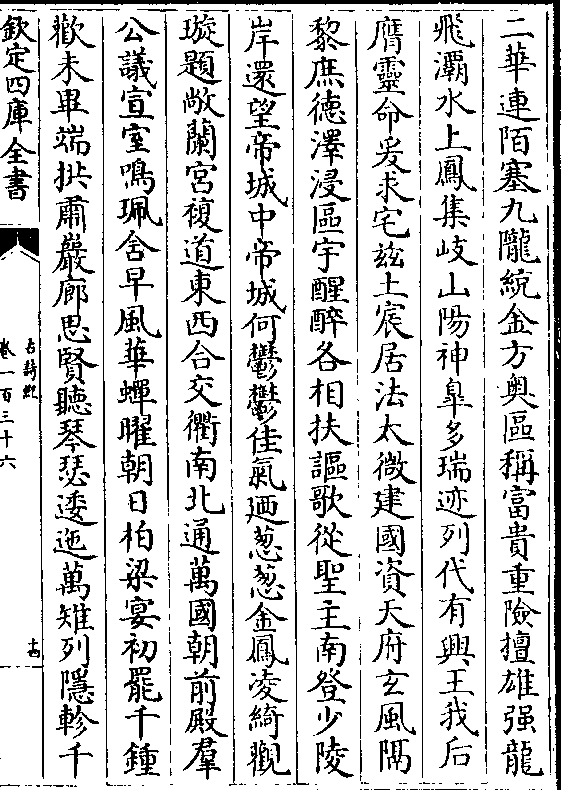 二華連陌塞九隴統金方奥區稱富貴重險擅雄强龍
飛灞水上鳳集岐山陽神臯多瑞迹列代有興王我后
膺靈命爰求宅兹土宸居法太微建國資天府玄風隅
黎庶德澤浸區宇醒醉各相扶謳歌從聖主南登少陵
岸還望帝城中帝城何鬱鬱佳氣廼葱葱金鳳凌綺觀
璇題敞蘭宮複道東西合交衢南北通萬國朝前殿羣
公議宣室鳴珮含早風華蟬曜朝日柏梁宴初罷千鍾
歡未畢端拱肅巖廊思賢聽琴瑟逶迤萬雉列隱軫千
欽定四庫全書
古詩紀
卷一百三十六
十四